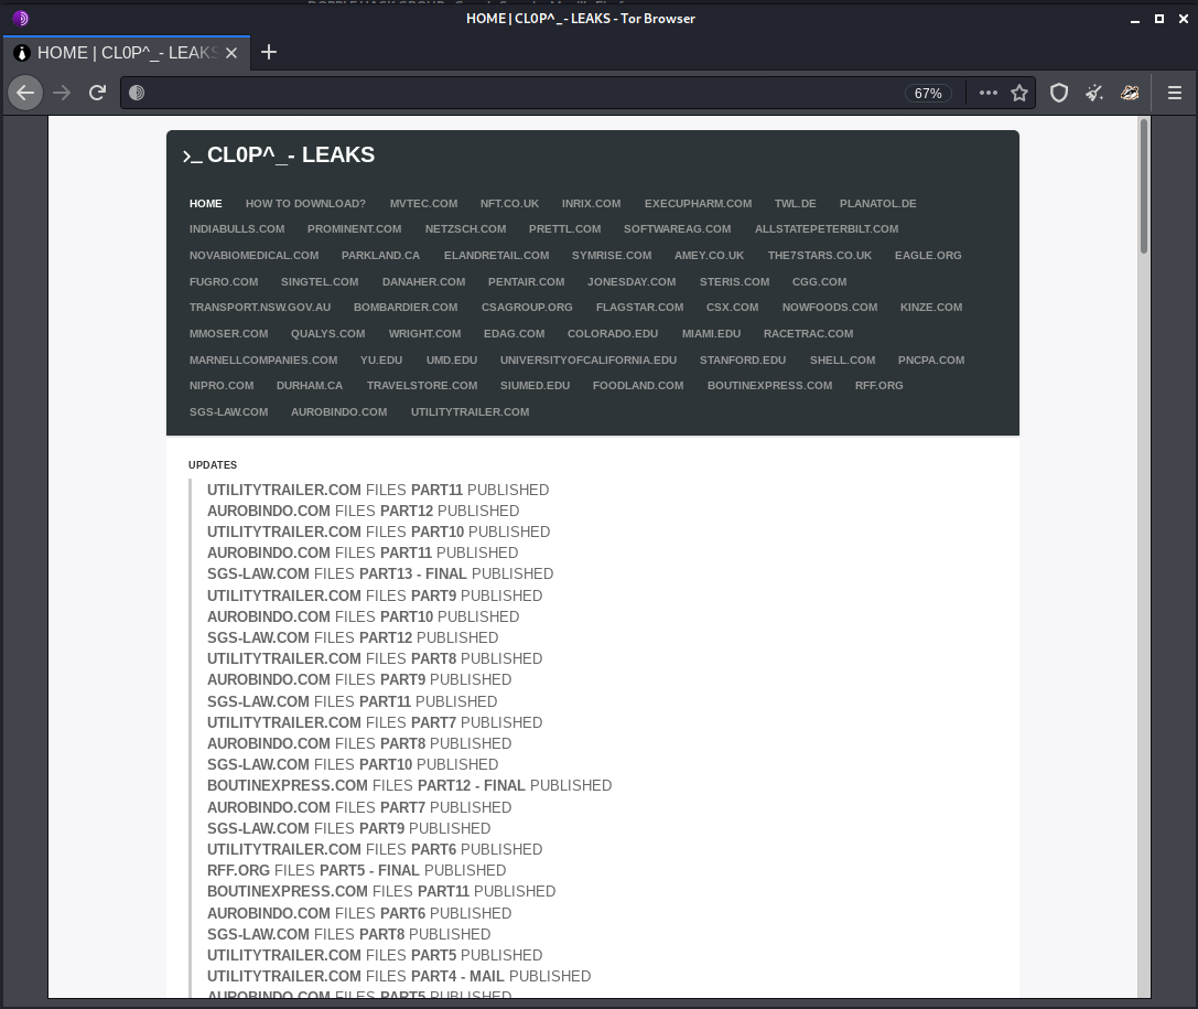 HOME | CL0P^_- LEAKS - Tor Browser
HOME | CL0P^_- LEAKS
67%
>_ CL0P^_- LEAKS
HOME HOW TO DOWNLOAD? MVTEC.COM NFT.CO.UK INRIX.COM EXECUPHARM.COM TWL.DE PLANATOL.DE
INDIABULLS.COM PROMINENT.COM NETZSCH.COM PRETTL.COM SOFTWAREAG.COM ALLSTATEPETERBILT.COM
NOVABIOMEDICAL.COM PARKLAND.CA ELANDRETAIL.COM SYMRISE.COM AMEY.CO.UK THE7STARS.CO.UK EAGLE.ORG
FUGRO.COM SINGTEL.COM DANAHER.COM PENTAIR.COM JONESDAY.COM STERIS.COM CGG.COM
TRANSPORT.NSW.GOV.AU BOMBARDIER.COM CSAGROUP.ORG FLAGSTAR.COM CSX.COM NOWFOODS.COM KINZE.COM
MMOSER.COM QUALYS.COM WRIGHT.COM EDAG.COM COLORADO.EDU MIAMI.EDU RACETRAC.COM
MARNELLCOMPANIES.COM YU.EDU UMD.EDU UNIVERSITYOFCALIFORNIA.EDU STANFORD.EDU SHELL.COM PNCPA.COM
NIPRO.COM DURHAM.CA TRAVELSTORE.COM SIUMED.EDU FOODLAND.COM BOUTINEXPRESS.COM RFF.ORG
SGS-LAW.COM AUROBINDO.COM UTILITYTRAILER.COM
UPDATES
UTILITYTRAILER.COM FILES PART11 PUBLISHED
AUROBINDO.COM FILES PART12 PUBLISHED
UTILITYTRAILER.COM FILES PART10 PUBLISHED
AUROBINDO.COM FILES PART11 PUBLISHED
SGS-LAW.COM FILES PART13 - FINAL PUBLISHED
UTILITYTRAILER.COM FILES PART9 PUBLISHED
AUROBINDO.COM FILES PART10 PUBLISHED
SGS-LAW.COM FILES PART12 PUBLISHED
UTILITYTRAILER.COM FILES PART8 PUBLISHED
AUROBINDO.COM FILES PART9 PUBLISHED
SGS-LAW.COM FILES PART11 PUBLISHED
UTILITYTRAILER.COM FILES PART7 PUBLISHED
AUROBINDO.COM FILES PART8 PUBLISHED
SGS-LAW.COM FILES PART10 PUBLISHED
BOUTINEXPRESS.COM FILES PART12 - FINAL PUBLISHED
AUROBINDO.COM FILES PART7 PUBLISHED
SGS-LAW.COM FILES PART9 PUBLISHED
UTILITYTRAILER.COM FILES PART6 PUBLISHED
RFF.ORG FILES PART5 - FINAL PUBLISHED
BOUTINEXPRESS.COM FILES PART11 PUBLISHED
AUROBINDO.COM FILES PART6 PUBLISHED
SGS-LAW.COM FILES PART8 PUBLISHED
UTILITYTRAILER.COM FILES PART5 PUBLISHED
UTILITYTRAILER.COM FILES PART4 - MAIL PUBLISHED
AUROBINDO.COM FILES PART5 PUBLISHED